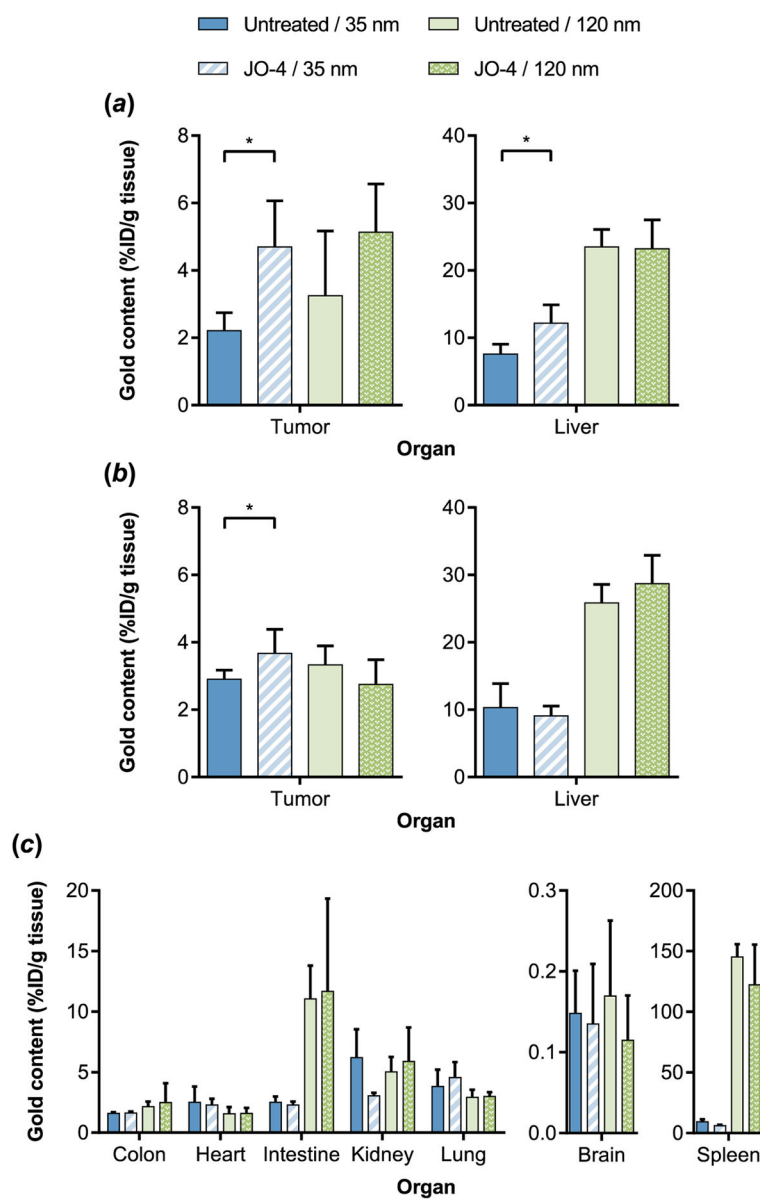 Untreated / 35 nm
Untreated / 120 nm
JO-4 / 35 nm
JO-4 / 120 nm
(a)
Gold content (%ID/g tissue)
8
6
4
2
0
*
Tumor
40
30
20
10
0
*
Liver
Organ
(b)
Gold content (%ID/g tissue)
8
6
4
2
0
*
Tumor
40
30
20
10
0
Liver
Organ
(c)
Gold content (%ID/g tissue)
20
15
10
5
0
Colon Heart Intestine Kidney Lung
0.3
0.2
0.1
0.0
Brain
200
150
100
50
0
Spleen
Organ